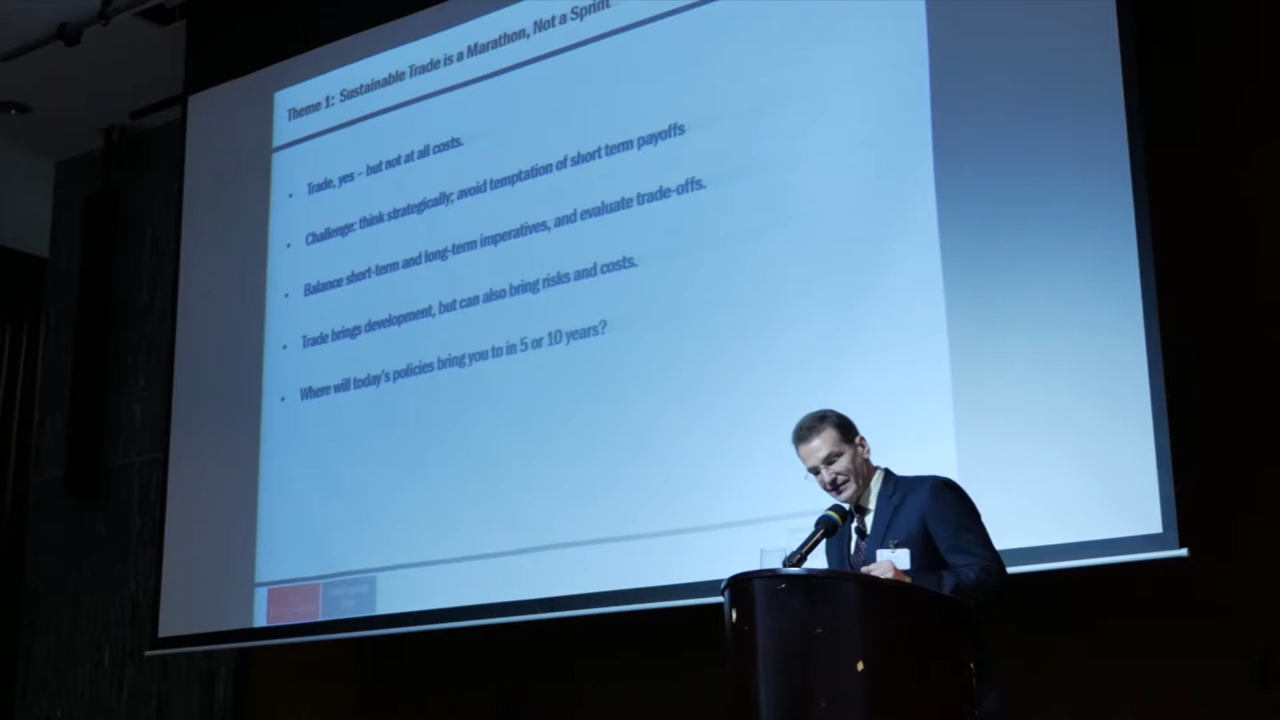 Theme 1: Sustainable Trade is a Marathon, Not a Sprint
Trade, yes – but not at all costs.
Challenge: think strategically; avoid temptation of short term payoffs
Balance short-term and long-term imperatives, and evaluate trade-offs.
Trade brings development, but can also bring risks and costs.
Where will today's policies bring you to in 5 or 10 years?